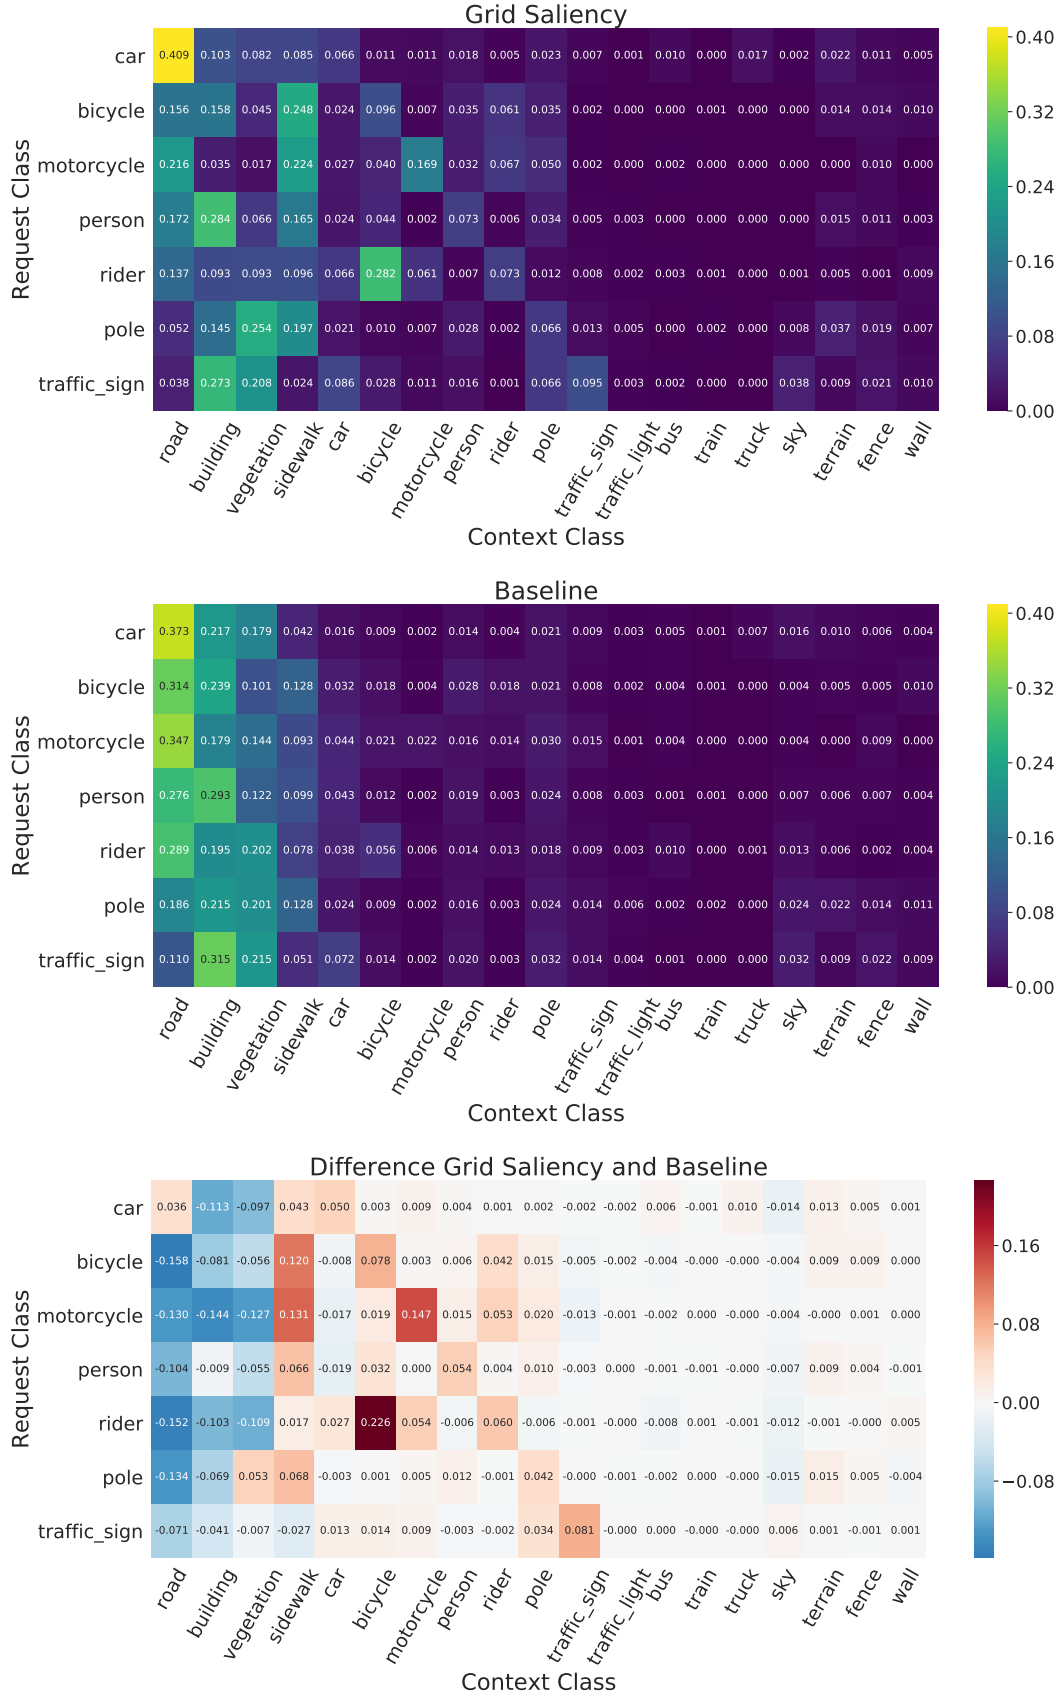 Grid Saliency
car 0.409 0.103 0.082 0.085 0.066 0.011 0.011 0.018 0.005 0.023 0.007 0.001 0.010 0.000 0.017 0.002 0.022 0.011 0.005
bicycle 0.156 0.158 0.045 0.248 0.024 0.096 0.007 0.035 0.061 0.035 0.002 0.000 0.000 0.001 0.000 0.000 0.014 0.014 0.010
motorcycle 0.216 0.035 0.017 0.224 0.027 0.040 0.169 0.032 0.067 0.050 0.002 0.000 0.002 0.000 0.000 0.000 0.000 0.010 0.000
person 0.172 0.284 0.066 0.165 0.024 0.044 0.002 0.073 0.006 0.034 0.005 0.003 0.000 0.000 0.000 0.000 0.015 0.011 0.003
rider 0.137 0.093 0.093 0.096 0.066 0.282 0.061 0.007 0.073 0.012 0.008 0.002 0.003 0.001 0.000 0.001 0.005 0.001 0.009
pole 0.052 0.145 0.254 0.197 0.021 0.010 0.007 0.028 0.002 0.066 0.013 0.005 0.000 0.002 0.000 0.008 0.037 0.019 0.007
traffic_sign 0.038 0.273 0.208 0.024 0.086 0.028 0.011 0.016 0.001 0.066 0.095 0.003 0.002 0.000 0.000 0.038 0.009 0.021 0.010
Request Class
road building vegetation sidewalk car bicycle motorcycle person rider pole traffic_sign traffic_light bus train truck sky terrain fence wall
Context Class
0.40
0.32
0.24
0.16
0.08
0.00
Baseline
car 0.373 0.217 0.179 0.042 0.016 0.009 0.002 0.014 0.004 0.021 0.009 0.003 0.005 0.001 0.007 0.016 0.010 0.006 0.004
bicycle 0.314 0.239 0.101 0.128 0.032 0.018 0.004 0.028 0.018 0.021 0.008 0.002 0.004 0.001 0.000 0.004 0.005 0.005 0.010
motorcycle 0.347 0.179 0.144 0.093 0.044 0.021 0.022 0.016 0.014 0.030 0.015 0.001 0.004 0.000 0.000 0.004 0.000 0.009 0.000
person 0.276 0.293 0.122 0.099 0.043 0.012 0.002 0.019 0.003 0.024 0.008 0.003 0.001 0.001 0.000 0.007 0.006 0.007 0.004
rider 0.289 0.195 0.202 0.078 0.038 0.056 0.006 0.014 0.013 0.018 0.009 0.003 0.010 0.000 0.001 0.013 0.006 0.002 0.004
pole 0.186 0.215 0.201 0.128 0.024 0.009 0.002 0.016 0.003 0.024 0.014 0.006 0.002 0.002 0.000 0.024 0.022 0.014 0.011
traffic_sign 0.110 0.315 0.215 0.051 0.072 0.014 0.002 0.020 0.003 0.032 0.014 0.004 0.001 0.000 0.000 0.032 0.009 0.022 0.009
Request Class
road building vegetation sidewalk car bicycle motorcycle person rider pole traffic_sign traffic_light bus train truck sky terrain fence wall
Context Class
0.40
0.32
0.24
0.16
0.08
0.00
Difference Grid Saliency and Baseline
car 0.036 -0.113 -0.097 0.043 0.050 0.003 0.009 0.004 0.001 0.002 -0.002 -0.002 0.006 -0.001 0.010 -0.014 0.013 0.005 0.001
bicycle -0.158 -0.081 -0.056 0.120 -0.008 0.078 0.003 0.006 0.042 0.015 -0.005 -0.002 -0.004 -0.000 -0.000 -0.004 0.009 0.009 0.000
motorcycle -0.130 -0.144 -0.127 0.131 -0.017 0.019 0.147 0.015 0.053 0.020 -0.013 -0.001 -0.002 0.000 -0.000 -0.004 -0.000 0.001 0.000
person -0.104 -0.009 -0.055 0.066 -0.019 0.032 0.000 0.054 0.004 0.010 -0.003 0.000 -0.001 -0.001 -0.000 -0.007 0.009 0.004 -0.001
rider -0.152 -0.103 -0.109 0.017 0.027 0.226 0.054 -0.006 0.060 -0.006 -0.001 -0.000 -0.008 0.001 -0.001 -0.012 -0.001 -0.000 0.005
pole -0.134 -0.069 0.053 0.068 -0.003 0.001 0.005 0.012 -0.001 0.042 -0.000 -0.001 -0.002 0.000 -0.000 -0.015 0.015 0.005 -0.004
traffic_sign -0.071 -0.041 -0.007 -0.027 0.013 0.014 0.009 -0.003 -0.002 0.034 0.081 -0.000 0.000 -0.000 -0.000 0.006 0.001 -0.001 0.001
Request Class
road building vegetation sidewalk car bicycle motorcycle person rider pole traffic_sign traffic_light bus train truck sky terrain fence wall
Context Class
0.16
0.08
0.00
−0.08